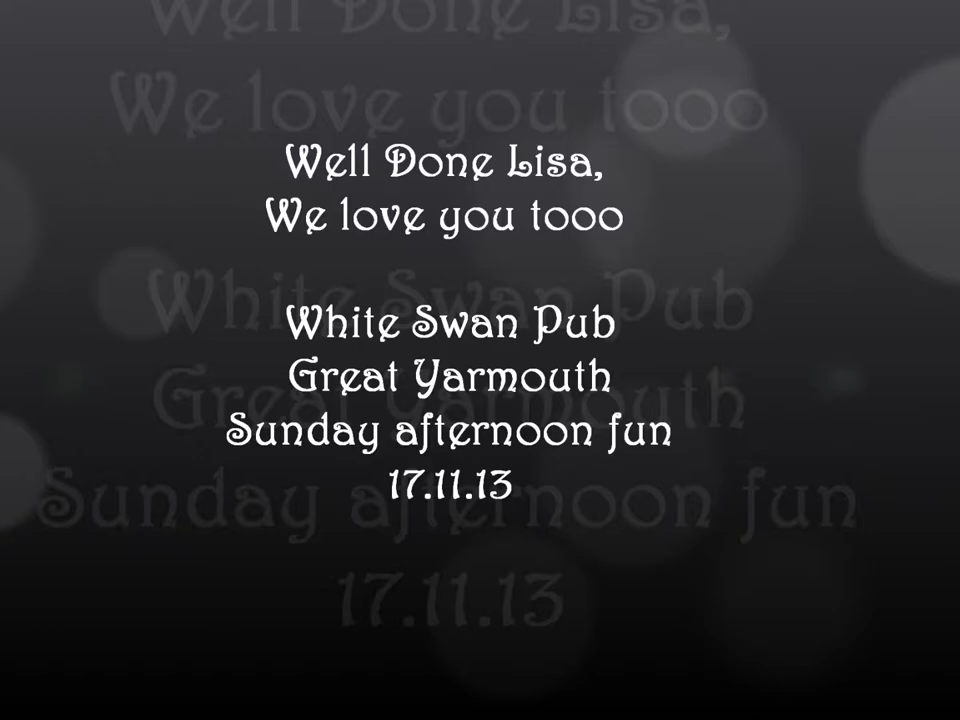 Well Done Lisa,
We love you tooo
White Swan Pub
Great Yarmouth
Sunday afternoon fun
17.11.13